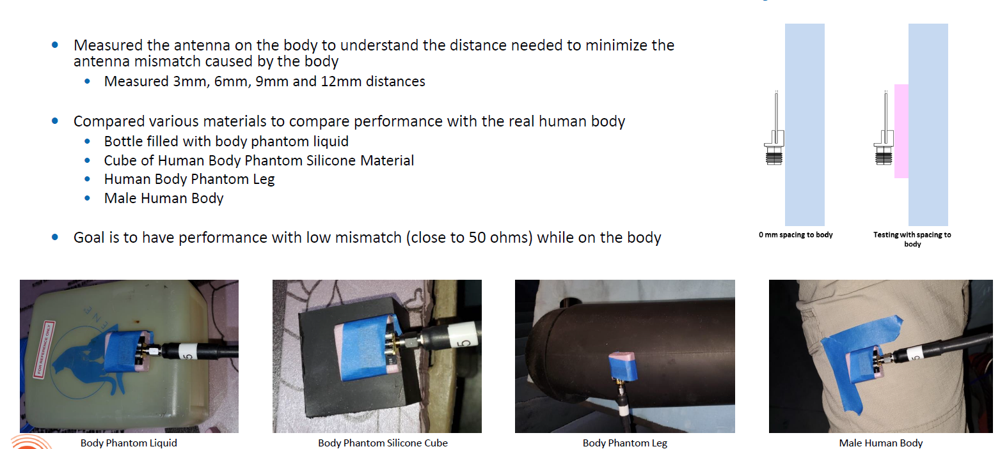 Measured the antenna on the body to understand the distance needed to minimize the
antenna mismatch caused by the body
Measured 3mm, 6mm, 9mm and 12mm distances
Compared various materials to compare performance with the real human body
Bottle filled with body phantom liquid
Cube of Human Body Phantom Silicone Material
Human Body Phantom Leg
Male Human Body
Goal is to have performance with low mismatch (close to 50 ohms) while on the body
0 mm spacing to body
Testing with spacing to
body
FOR REFERENCE ONLY
5
5
5
Body Phantom Liquid
Body Phantom Silicone Cube
Body Phantom Leg
Male Human Body